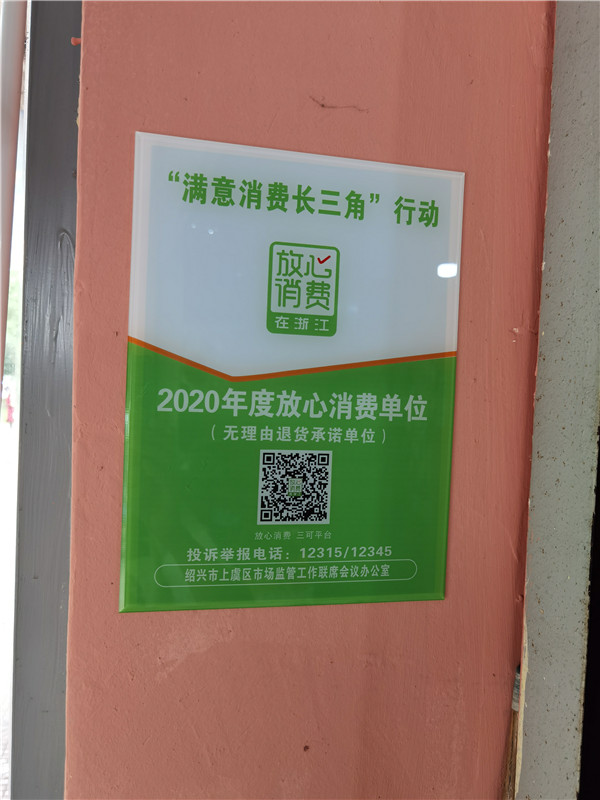 “满意消费长三角”行动
放心
消费
在浙江
2020年度放心消费单位
（无理由退货承诺单位）
放心消费 三可平台
投诉举报电话：12315/12345
绍兴市上虞区市场监管工作联席会议办公室